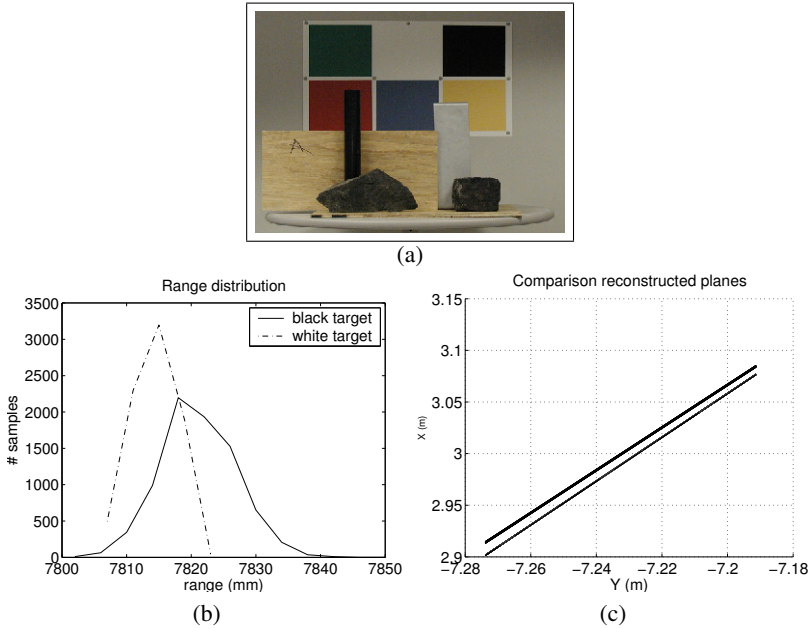 A
(a)
Range distribution
3500
3000
2500
2000
1500
1000
500
0
# samples
black target
white target
7800 7810 7820 7830 7840 7850
range (mm)
(b)
Comparison reconstructed planes
3.15
3.1
3.05
3
2.95
2.9
X (m)
−7.28 −7.26 −7.24 −7.22 −7.2 −7.18
Y (m)
(c)